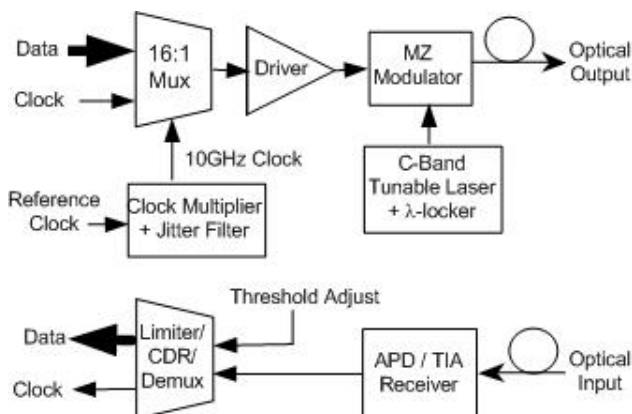 Data
16:1
Mux
Driver
MZ
Modulator
Optical
Output
Clock
10GHz Clock
C-Band
Tunable Laser
+ λ-locker
Reference
Clock
Clock Multiplier
+ Jitter Filter
Threshold Adjust
Data
Limiter/
CDR/
Demux
APD / TIA
Receiver
Optical
Input
Clock